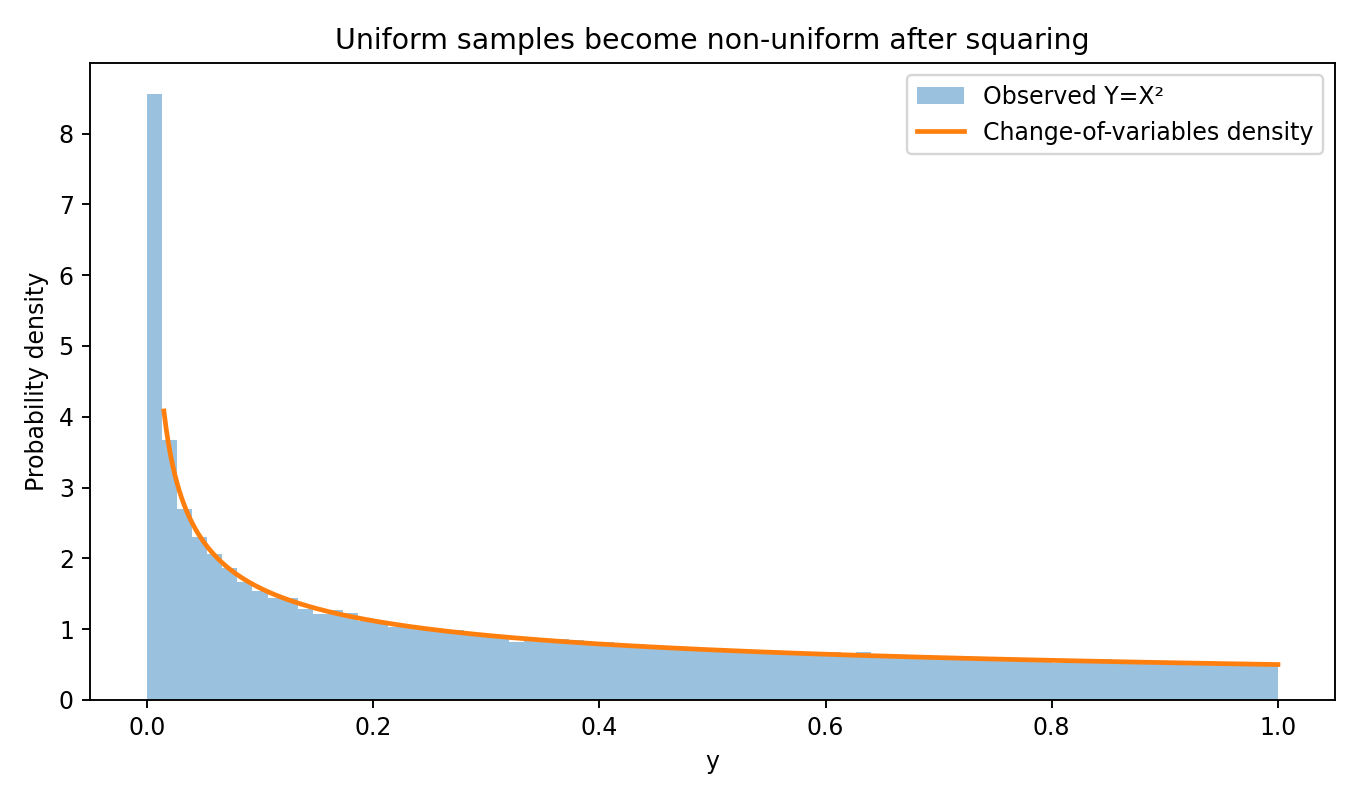 Uniform samples become non-uniform after squaring
Observed Y=X²
Change-of-variables density
Probability density
8
7
6
5
4
3
2
1
0
0.0 0.2 0.4 0.6 0.8 1.0
y